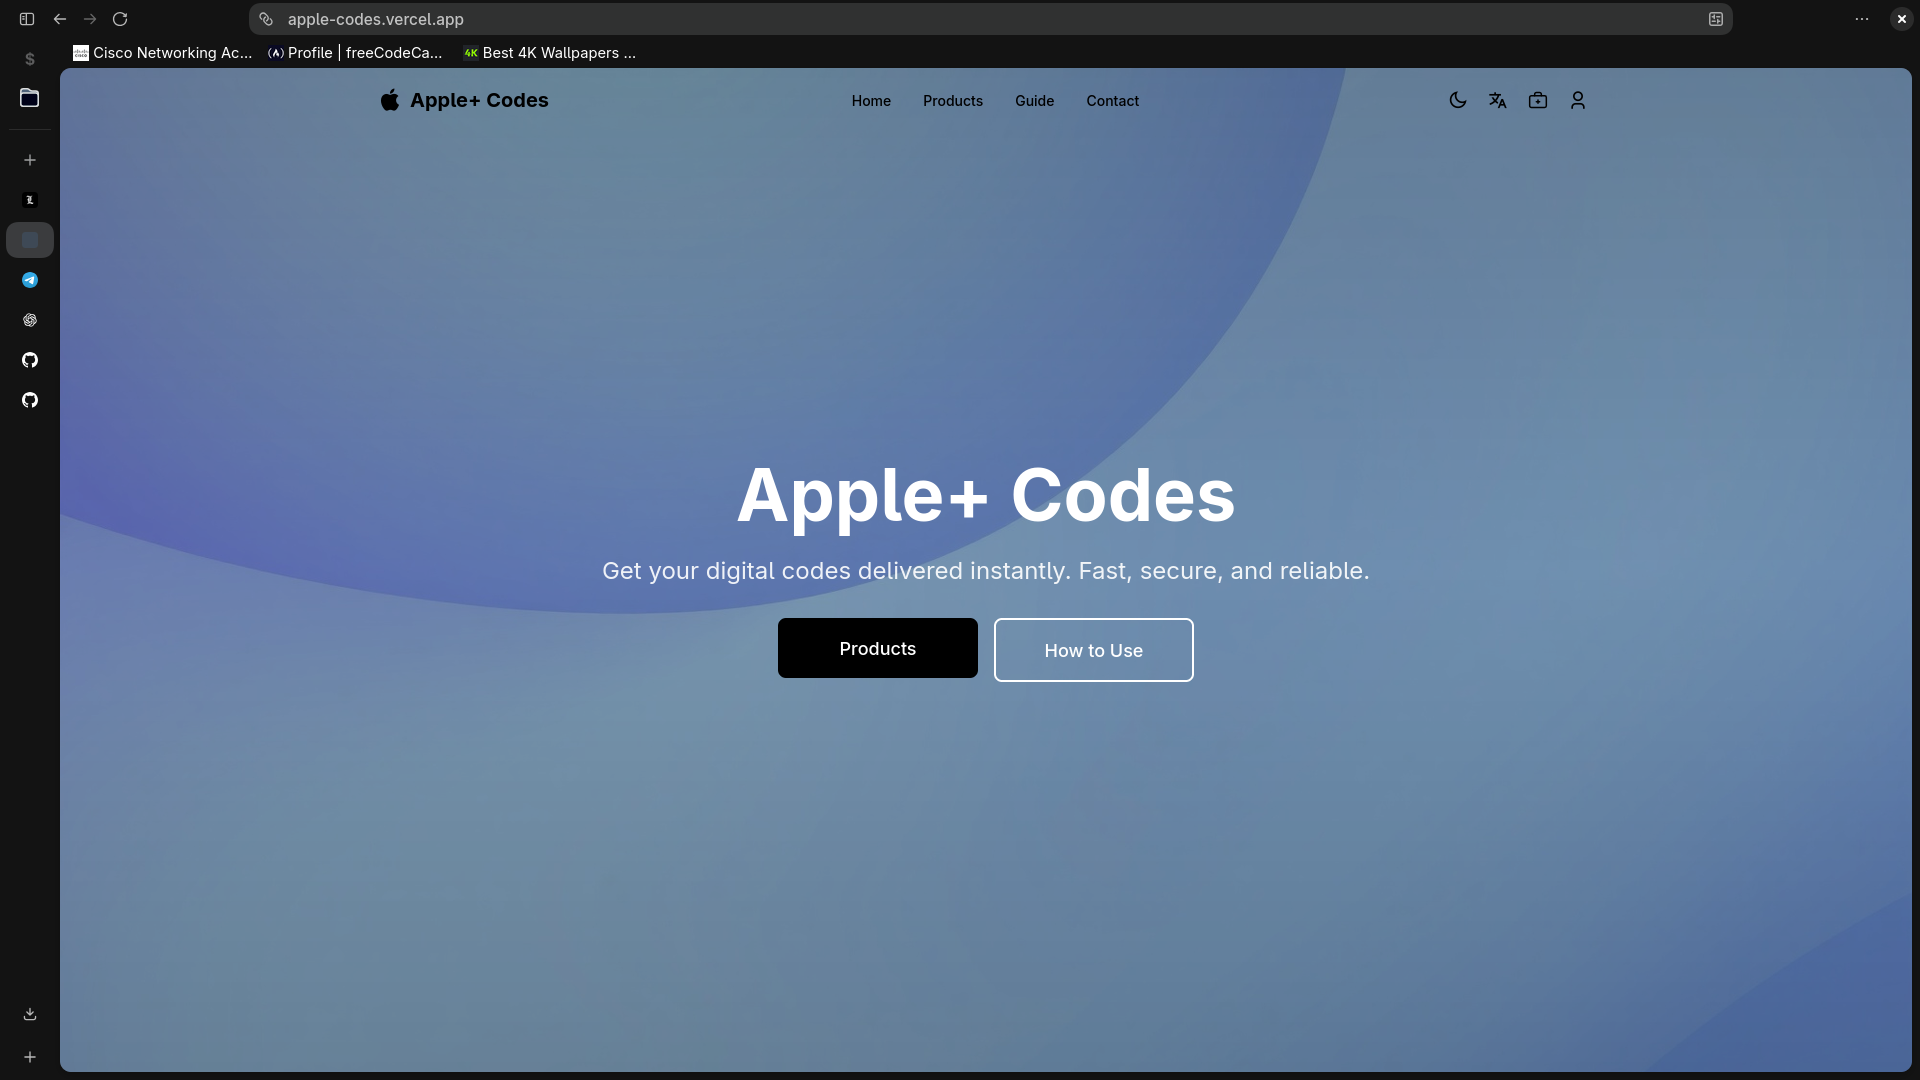 apple-codes.vercel.app
$
Cisco Networking Ac...
Profile | freeCodeCa...
4K Best 4K Wallpapers ...
Apple+ Codes
Home
Products
Guide
Contact
Apple+ Codes
Get your digital codes delivered instantly. Fast, secure, and reliable.
Products
How to Use